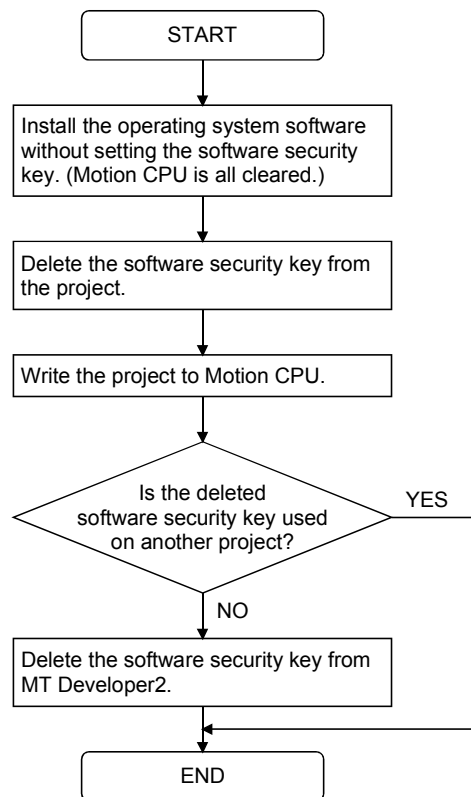 START
Install the operating system software
without setting the software security
key. (Motion CPU is all cleared.)
Delete the software security key from
the project.
Write the project to Motion CPU.
Is the deleted
software security key used
on another project?
YES
NO
Delete the software security key from
MT Developer2.
END